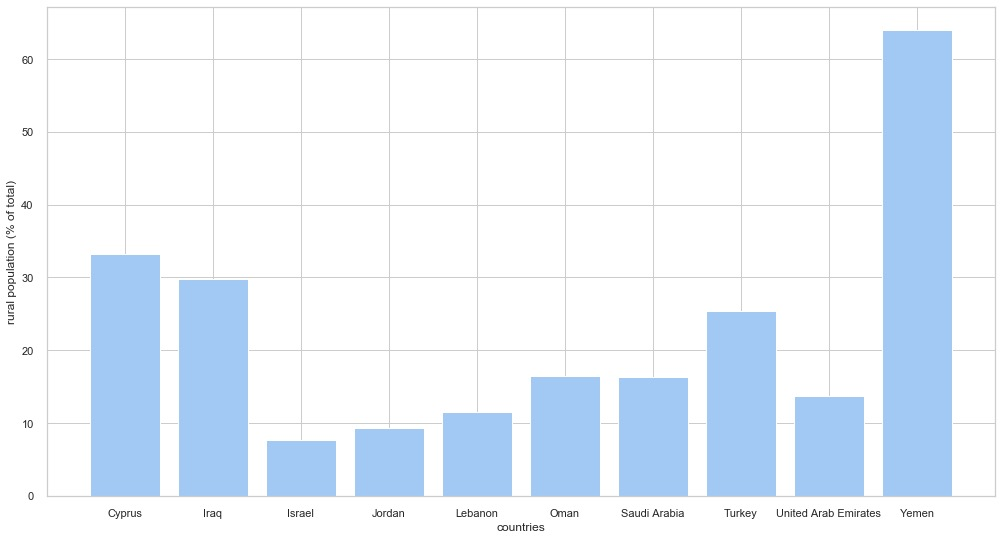 rural population (% of total)
60
50
40
30
20
10
0
Cyprus Iraq Israel Jordan Lebanon Oman Saudi Arabia Turkey United Arab Emirates Yemen
countries